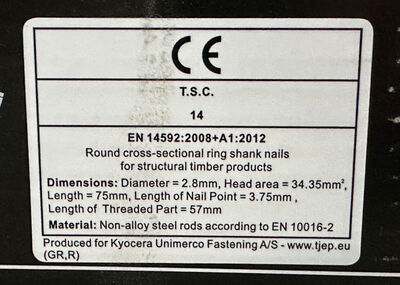 CE
T.S.C.
14
EN 14592:2008+A1:2012
Round cross-sectional ring shank nails
for structural timber products
Dimensions: Diameter = 2.8mm, Head area = 34.35mm²,
Length = 75mm, Length of Nail Point = 3.75mm ,
Length of Threaded Part = 57mm
Material: Non-alloy steel rods according to EN 10016-2
Produced for Kyocera Unimerco Fastening A/S - www.tjep.eu
(GR,R)